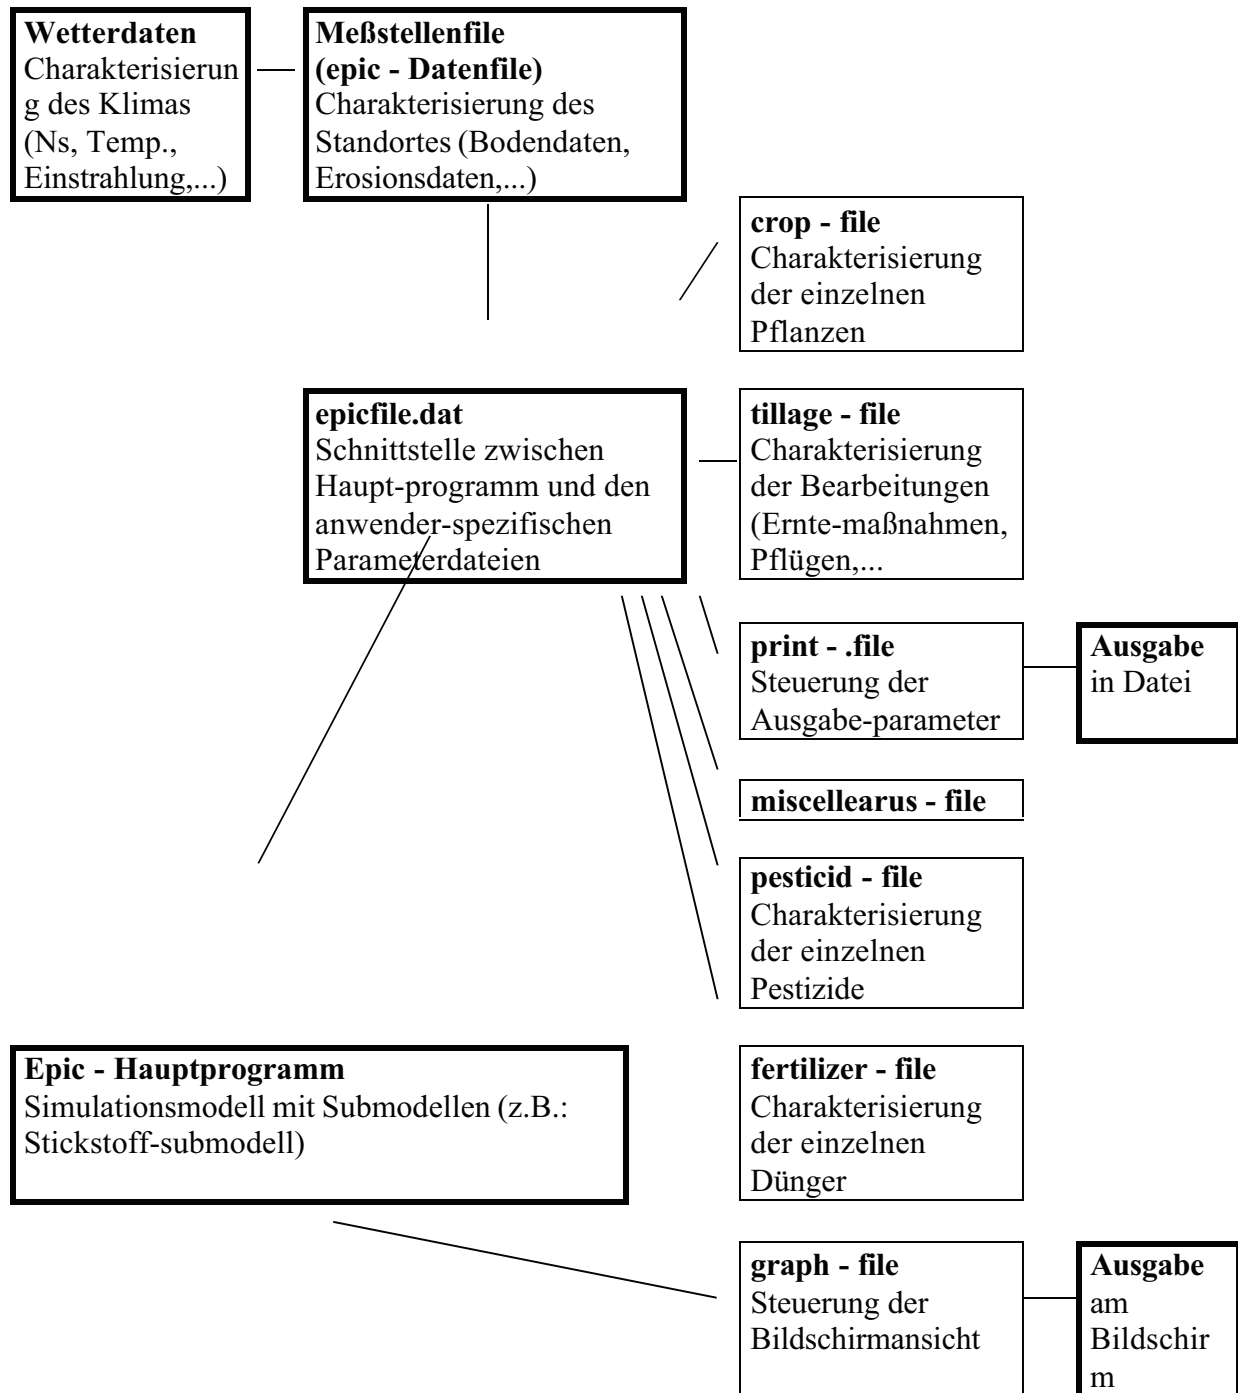 Wetterdaten
Charakterisierun
g des Klimas
(Ns, Temp.,
Einstrahlung,...)
Meßstellenfile
(epic - Datenfile)
Charakterisierung des
Standortes (Bodendaten,
Erosionsdaten,...)
crop - file
Charakterisierung
der einzelnen
Pflanzen
epicfile.dat
Schnittstelle zwischen
Haupt-programm und den
anwender-spezifischen
Parameterdateien
tillage - file
Charakterisierung
der Bearbeitungen
(Ernte-maßnahmen,
Pflügen,...
print - .file
Steuerung der
Ausgabe-parameter
Ausgabe
in Datei
miscellearus - file
pesticid - file
Charakterisierung
der einzelnen
Pestizide
Epic - Hauptprogramm
Simulationsmodell mit Submodellen (z.B.:
Stickstoff-submodell)
fertilizer - file
Charakterisierung
der einzelnen
Dünger
graph - file
Steuerung der
Bildschirmansicht
Ausgabe
am
Bildschir
m